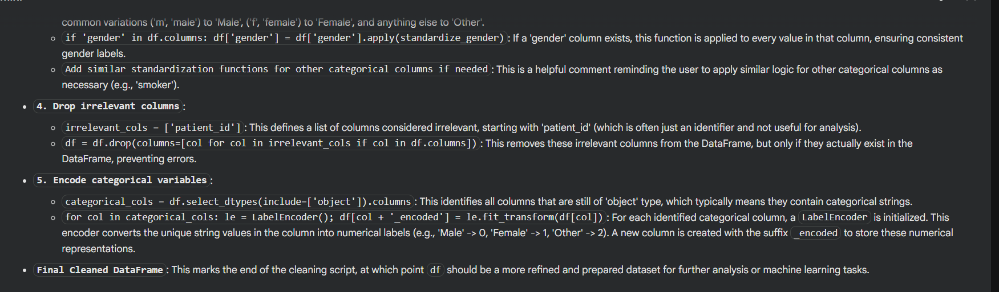 common variations ('m', 'male') to 'Male', ('f', 'female') to 'Female', and anything else to 'Other'.
if 'gender' in df.columns: df['gender'] = df['gender'].apply(standardize_gender): If a 'gender' column exists, this function is applied to every value in that column, ensuring consistent
gender labels.
Add similar standardization functions for other categorical columns if needed: This is a helpful comment reminding the user to apply similar logic for other categorical columns as
necessary (e.g., 'smoker').
4. Drop irrelevant columns:
irrelevant_cols = ['patient_id']: This defines a list of columns considered irrelevant, starting with 'patient_id' (which is often just an identifier and not useful for analysis).
df = df.drop(columns=[col for col in irrelevant_cols if col in df.columns]): This removes these irrelevant columns from the DataFrame, but only if they actually exist in the
DataFrame, preventing errors.
5. Encode categorical variables:
categorical_cols = df.select_dtypes(include=['object']).columns: This identifies all columns that are still of 'object' type, which typically means they contain categorical strings.
for col in categorical_cols: le = LabelEncoder(); df[col + '_encoded'] = le.fit_transform(df[col]): For each identified categorical column, a LabelEncoder is initialized. This
encoder converts the unique string values in the column into numerical labels (e.g., 'Male' -> 0, 'Female' -> 1, 'Other' -> 2). A new column is created with the suffix _encoded to store these numerical
representations.
Final Cleaned DataFrame: This marks the end of the cleaning script, at which point df should be a more refined and prepared dataset for further analysis or machine learning tasks.